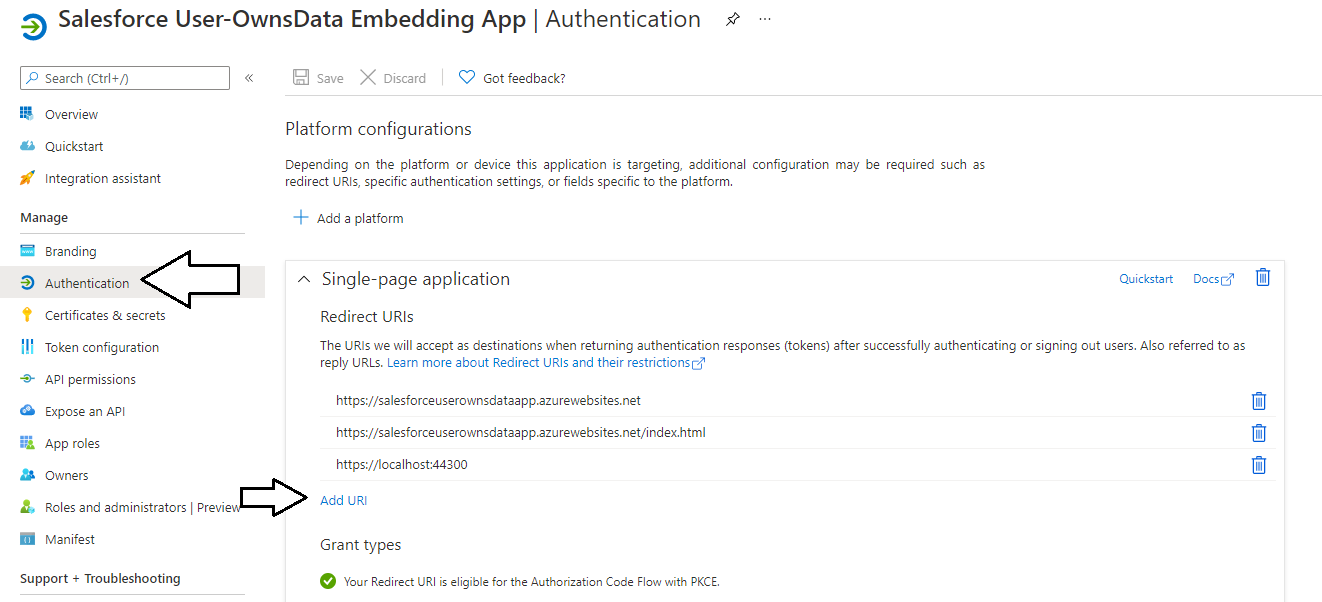 Salesforce User-OwnsData Embedding App | Authentication
Search (Ctrl+/)
«
Overview
Quickstart
Integration assistant
Manage
Branding
Authentication
Certificates & secrets
Token configuration
API permissions
Expose an API
App roles
Owners
Roles and administrators | Preview
Manifest
Support + Troubleshooting
Save
Discard
Got feedback?
Platform configurations
Depending on the platform or device this application is targeting, additional configuration may be required such as
redirect URIs, specific authentication settings, or fields specific to the platform.
Add a platform
Single-page application
Quickstart
Docs
Redirect URIs
The URIs we will accept as destinations when returning authentication responses (tokens) after successfully authenticating or signing out users. Also referred to as
reply URLs. Learn more about Redirect URIs and their restrictions
https://salesforceuserownsdataapp.azurewebsites.net
https://salesforceuserownsdataapp.azurewebsites.net/index.html
https://localhost:44300
Add URI
Grant types
Your Redirect URI is eligible for the Authorization Code Flow with PKCE.